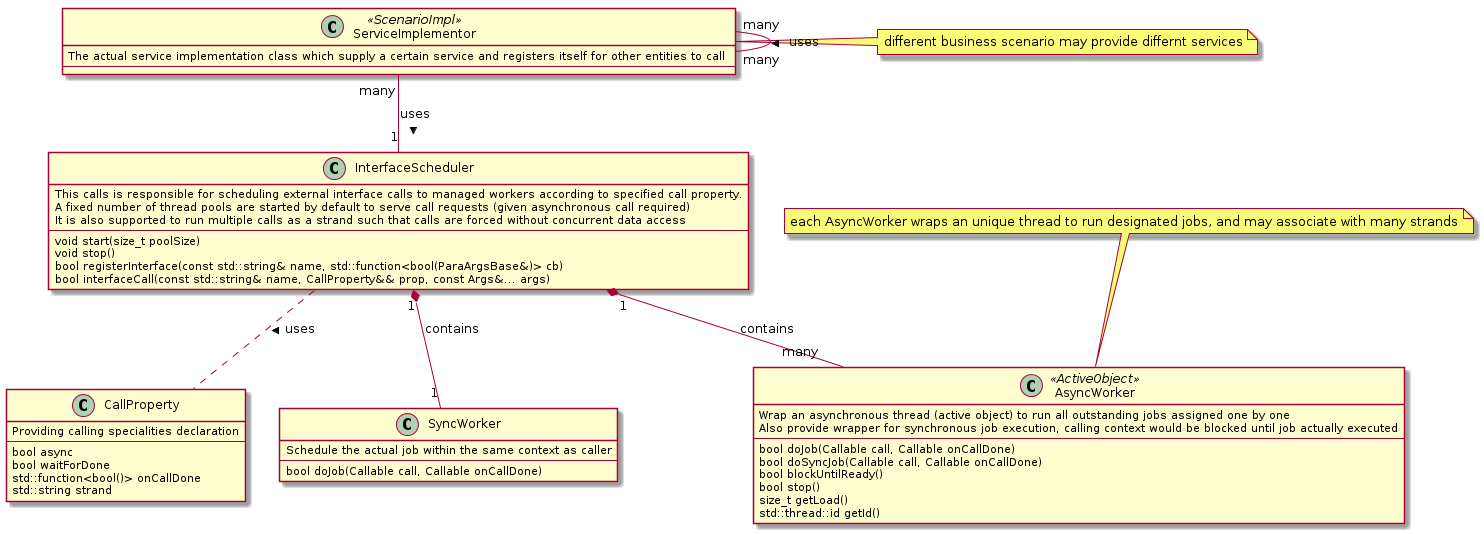 C «ScenarioImpl»
ServiceImplementor
The actual service implementation class which supply a certain service and registers itself for other entities to call
many
uses
many
different business scenario may provide differnt services
many
uses
1
C InterfaceScheduler
This calls is responsible for scheduling external interface calls to managed workers according to specified call property.
A fixed number of thread pools are started by default to serve call requests (given asynchronous call required)
It is also supported to run multiple calls as a strand such that calls are forced without concurrent data access
void start(size_t poolSize)
void stop()
bool registerInterface(const std::string& name, std::function<bool(ParaArgsBase&)> cb)
bool interfaceCall(const std::string& name, CallProperty&& prop, const Args&... args)
each AsyncWorker wraps an unique thread to run designated jobs, and may associate with many strands
uses
1
contains
1
1
contains
many
C CallProperty
Providing calling specialities declaration
bool async
bool waitForDone
std::function<bool()> onCallDone
std::string strand
C SyncWorker
Schedule the actual job within the same context as caller
bool doJob(Callable call, Callable onCallDone)
C «ActiveObject»
AsyncWorker
Wrap an asynchronous thread (active object) to run all outstanding jobs assigned one by one
Also provide wrapper for synchronous job execution, calling context would be blocked until job actually executed
bool doJob(Callable call, Callable onCallDone)
bool doSyncJob(Callable call, Callable onCallDone)
bool blockUntilReady()
bool stop()
size_t getLoad()
std::thread::id getId()